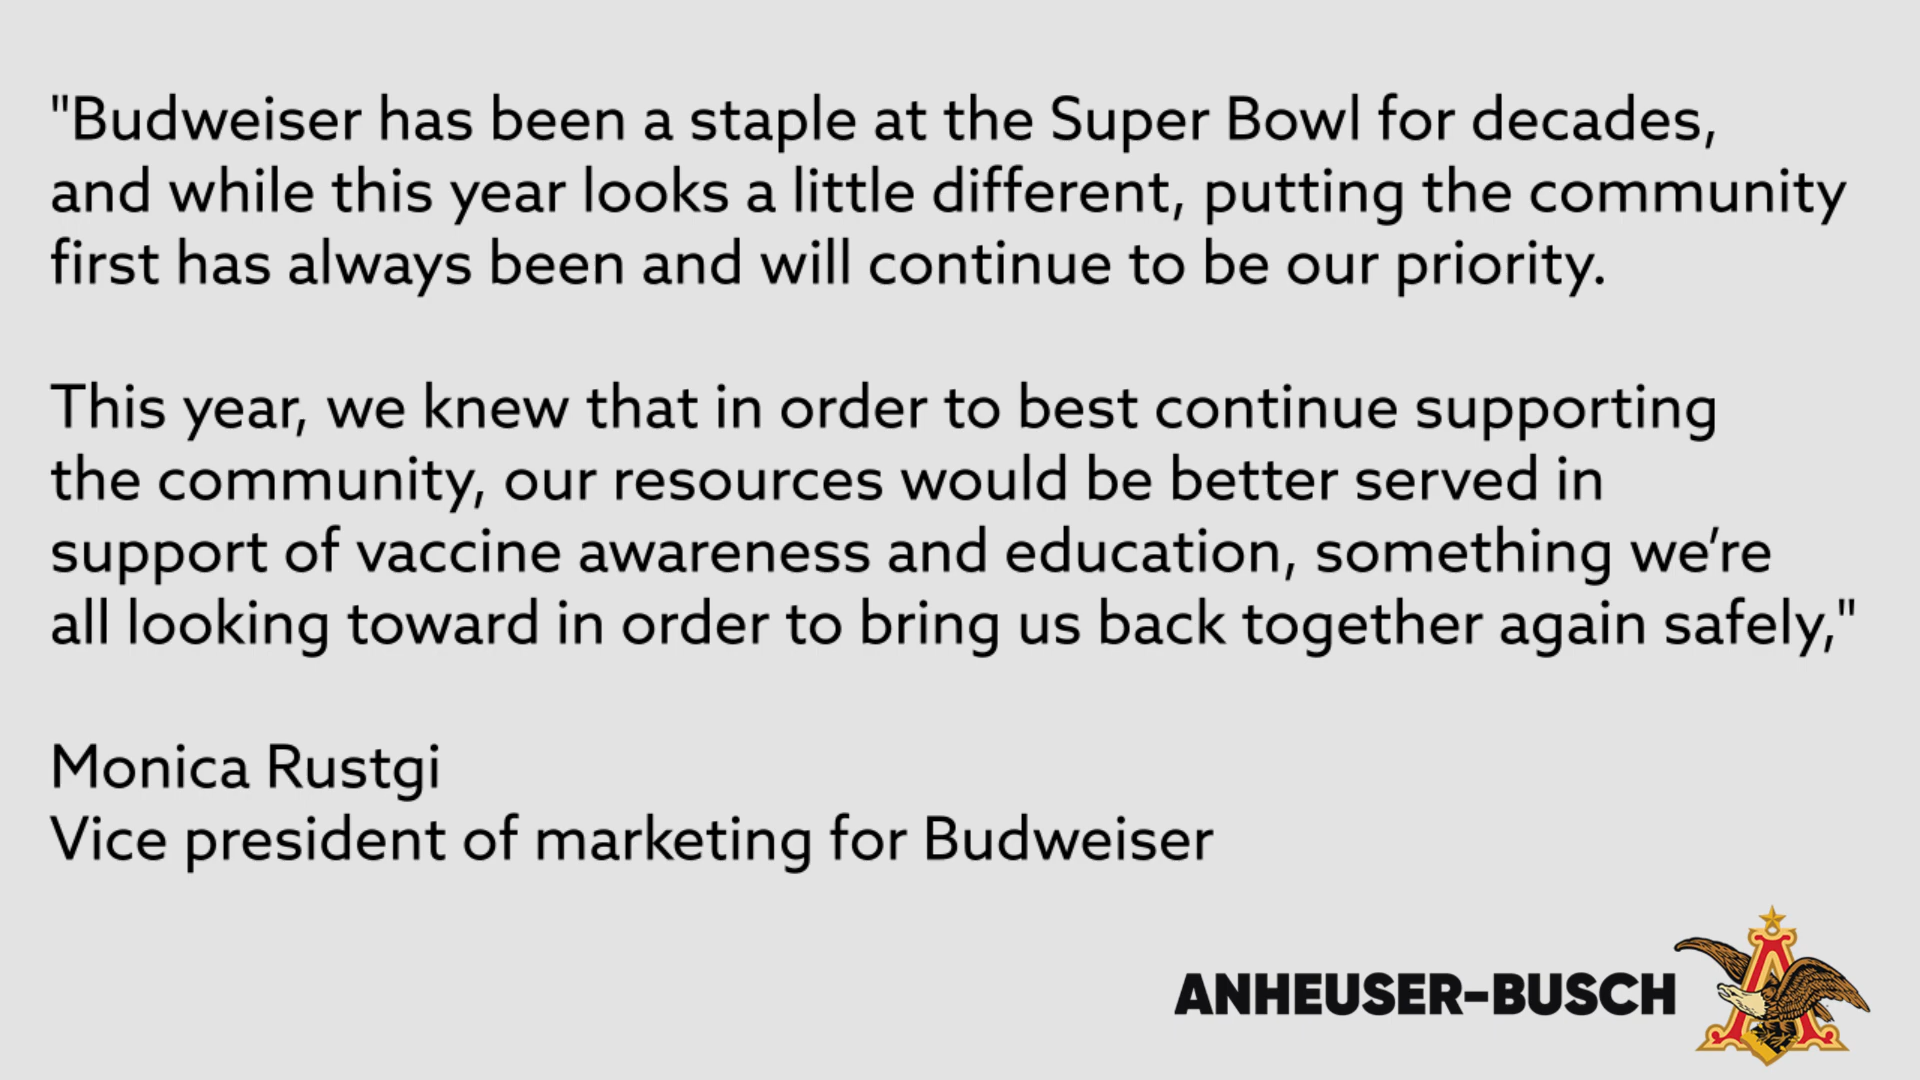 "Budweiser has been a staple at the Super Bowl for decades,
and while this year looks a little different, putting the community
first has always been and will continue to be our priority.
This year, we knew that in order to best continue supporting
the community, our resources would be better served in
support of vaccine awareness and education, something we’re
all looking toward in order to bring us back together again safely,"
Monica Rustgi
Vice president of marketing for Budweiser
ANHEUSER-BUSCH